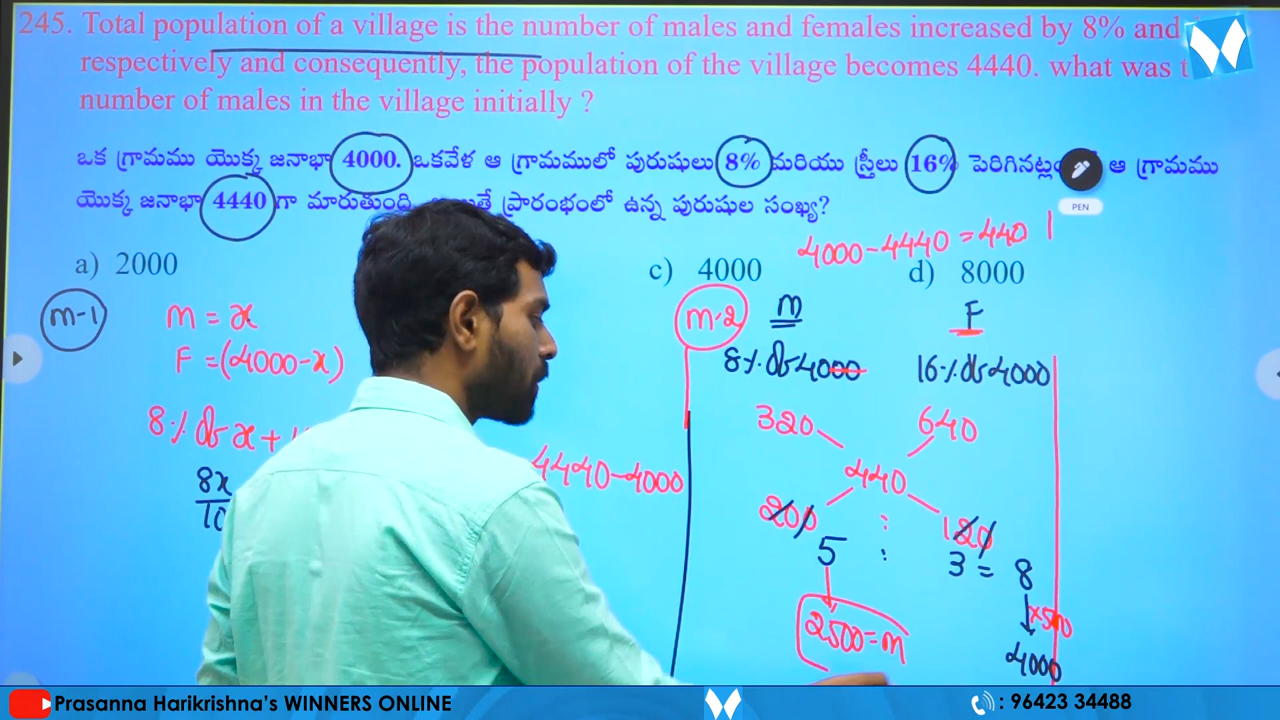 245. Total population of a village is the number of males and females increased by 8% and
respectively and consequently, the population of the village becomes 4440. what was t
number of males in the village initially ?
ఒక గ్రామము యొక్క జనాభా 4000. ఒకవేళ ఆ గ్రామములో పురుషులు 8% మరియు స్త్రీలు 16% ఆ గ్రామము
యొక్క జనాభా 4440 గా మారుతుంది ప్రారంభంలో ఉన్న పురుషుల సంఖ్య?
PEN
4000-4440 = 440
a) 2000 c) 4000 d) 8000
m-1
M = x
F = (4000-x)
8% of x +
8x
10
4440-4000
m-2
M F
8% of 4000 16% of 4000
320 640
440
200 : 120
5 : 3 = 8
×500
2500=m
4000
Prasanna Harikrishna's WINNERS ONLINE : 96423 34488